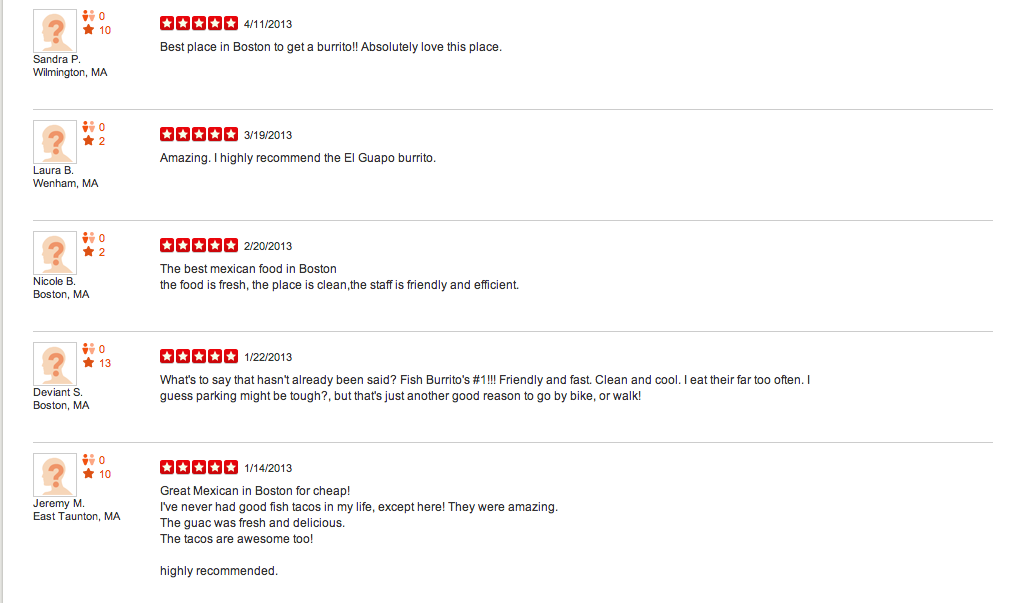 0
10
Sandra P.
Wilmington, MA
4/11/2013
Best place in Boston to get a burrito!! Absolutely love this place.
0
2
Laura B.
Wenham, MA
3/19/2013
Amazing. I highly recommend the El Guapo burrito.
0
2
Nicole B.
Boston, MA
2/20/2013
The best mexican food in Boston
the food is fresh, the place is clean,the staff is friendly and efficient.
0
13
Deviant S.
Boston, MA
1/22/2013
What's to say that hasn't already been said? Fish Burrito's #1!!! Friendly and fast. Clean and cool. I eat their far too often. I
guess parking might be tough?, but that's just another good reason to go by bike, or walk!
0
10
Jeremy M.
East Taunton, MA
1/14/2013
Great Mexican in Boston for cheap!
I've never had good fish tacos in my life, except here! They were amazing.
The guac was fresh and delicious.
The tacos are awesome too!
highly recommended.